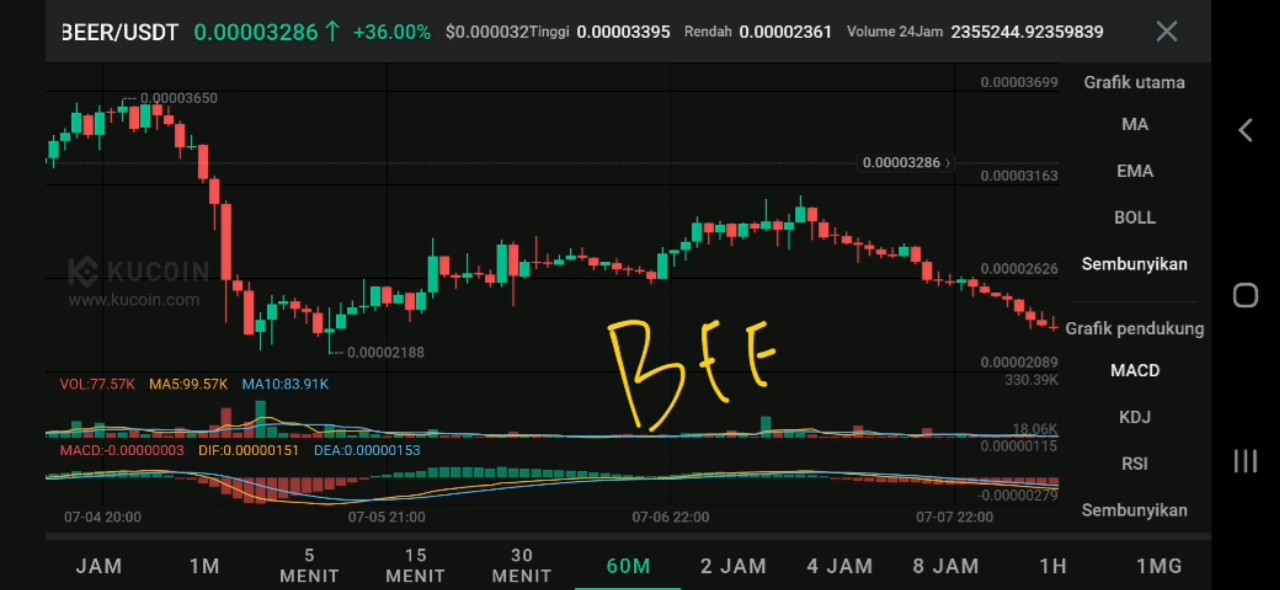 BEER/USDT 0.00003286↑ +36.00% $0.000032 Tinggi 0.00003395 Rendah 0.00002361 Volume 24Jam 2355244.92359839
0.00003699
Grafik utama
0.00003650
MA
0.00003286 ›
0.00003163
EMA
BOLL
KUCOIN
www.kucoin.com
0.00002626
Sembunyikan
Grafik pendukung
0.00002188
0.00002089
BEE
MACD
VOL:77.57K MA5:99.57K MA10:83.91K
330.39K
KDJ
18.06K
MACD:-0.00000003 DIF:0.00000151 DEA:0.00000153
0.00000115
RSI
-0.00000279
Sembunyikan
07-04 20:00 07-05 21:00 07-06 22:00 07-07 22:00
JAM 1M 5 MENIT 15 MENIT 30 MENIT 60M 2 JAM 4 JAM 8 JAM 1H 1MG